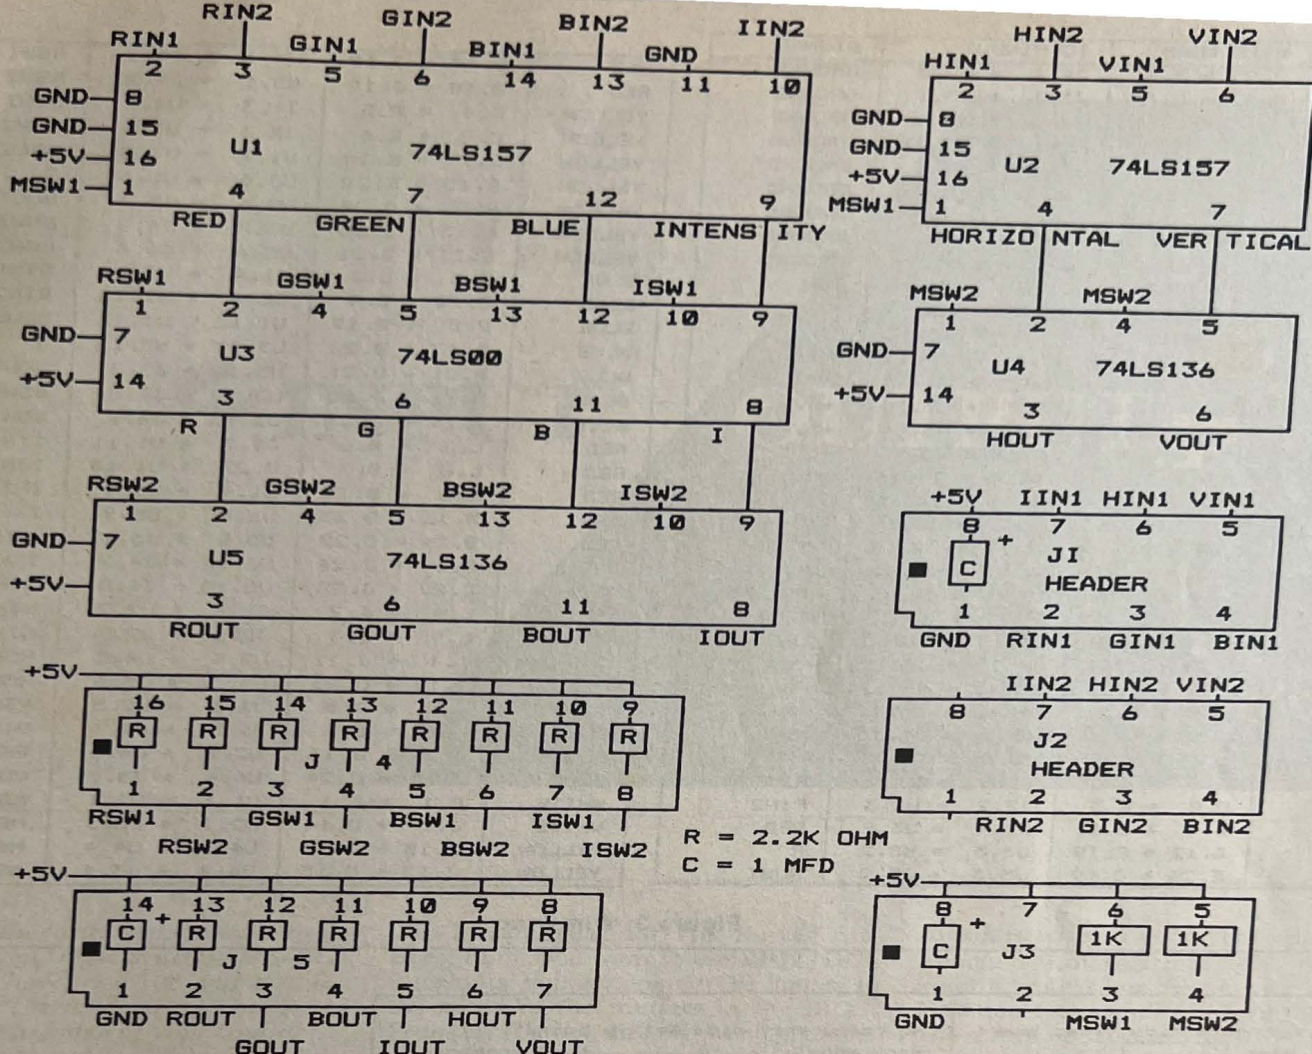 RIN2 GIN2 BIN2 IIN2
RIN1 GIN1 BIN1 GND
2 3 5 6 14 13 11 10
GND 8
GND 15
+5V 16 U1 74LS157
MSW1 1 4 7 12 9
RED GREEN BLUE INTENSITY
HIN2 VIN2
HIN1 VIN1
2 3 5 6
GND 8
GND 15
+5V 16 U2 74LS157
MSW1 1 4 7
HORIZONTAL VERTICAL
RSW1 GSW1 BSW1 ISW1
1 2 4 5 13 12 10 9
GND 7 U3 74LS00
+5V 14
3 6 11 8
R G B I
MSW2 MSW2
1 2 4 5
GND 7 U4 74LS136
+5V 14
3 6
HOUT VOUT
RSW2 GSW2 BSW2 ISW2
1 2 4 5 13 12 10 9
GND 7 U5 74LS136
+5V
3 6 11 8
ROUT GOUT BOUT IOUT
+5V IIN1 HIN1 VIN1
8 7 6 5
+ J1
C HEADER
1 2 3 4
GND RIN1 GIN1 BIN1
+5V
16 15 14 13 12 11 10 9
R R R R R R R R
J 4
1 2 3 4 5 6 7 8
RSW1 GSW1 BSW1 ISW1
RSW2 GSW2 BSW2 ISW2
IIN2 HIN2 VIN2
8 7 6 5
J2
HEADER
1 2 3 4
RIN2 GIN2 BIN2
R = 2.2K OHM
C = 1 MFD
+5V
14 + 13 12 11 10 9 8
C R R R R R R
J 5
1 2 3 4 5 6 7
GND ROUT BOUT HOUT
GOUT IOUT VOUT
+5V
8 + 7 6 5
C J3 1K 1K
1 2 3 4
GND MSW1 MSW2